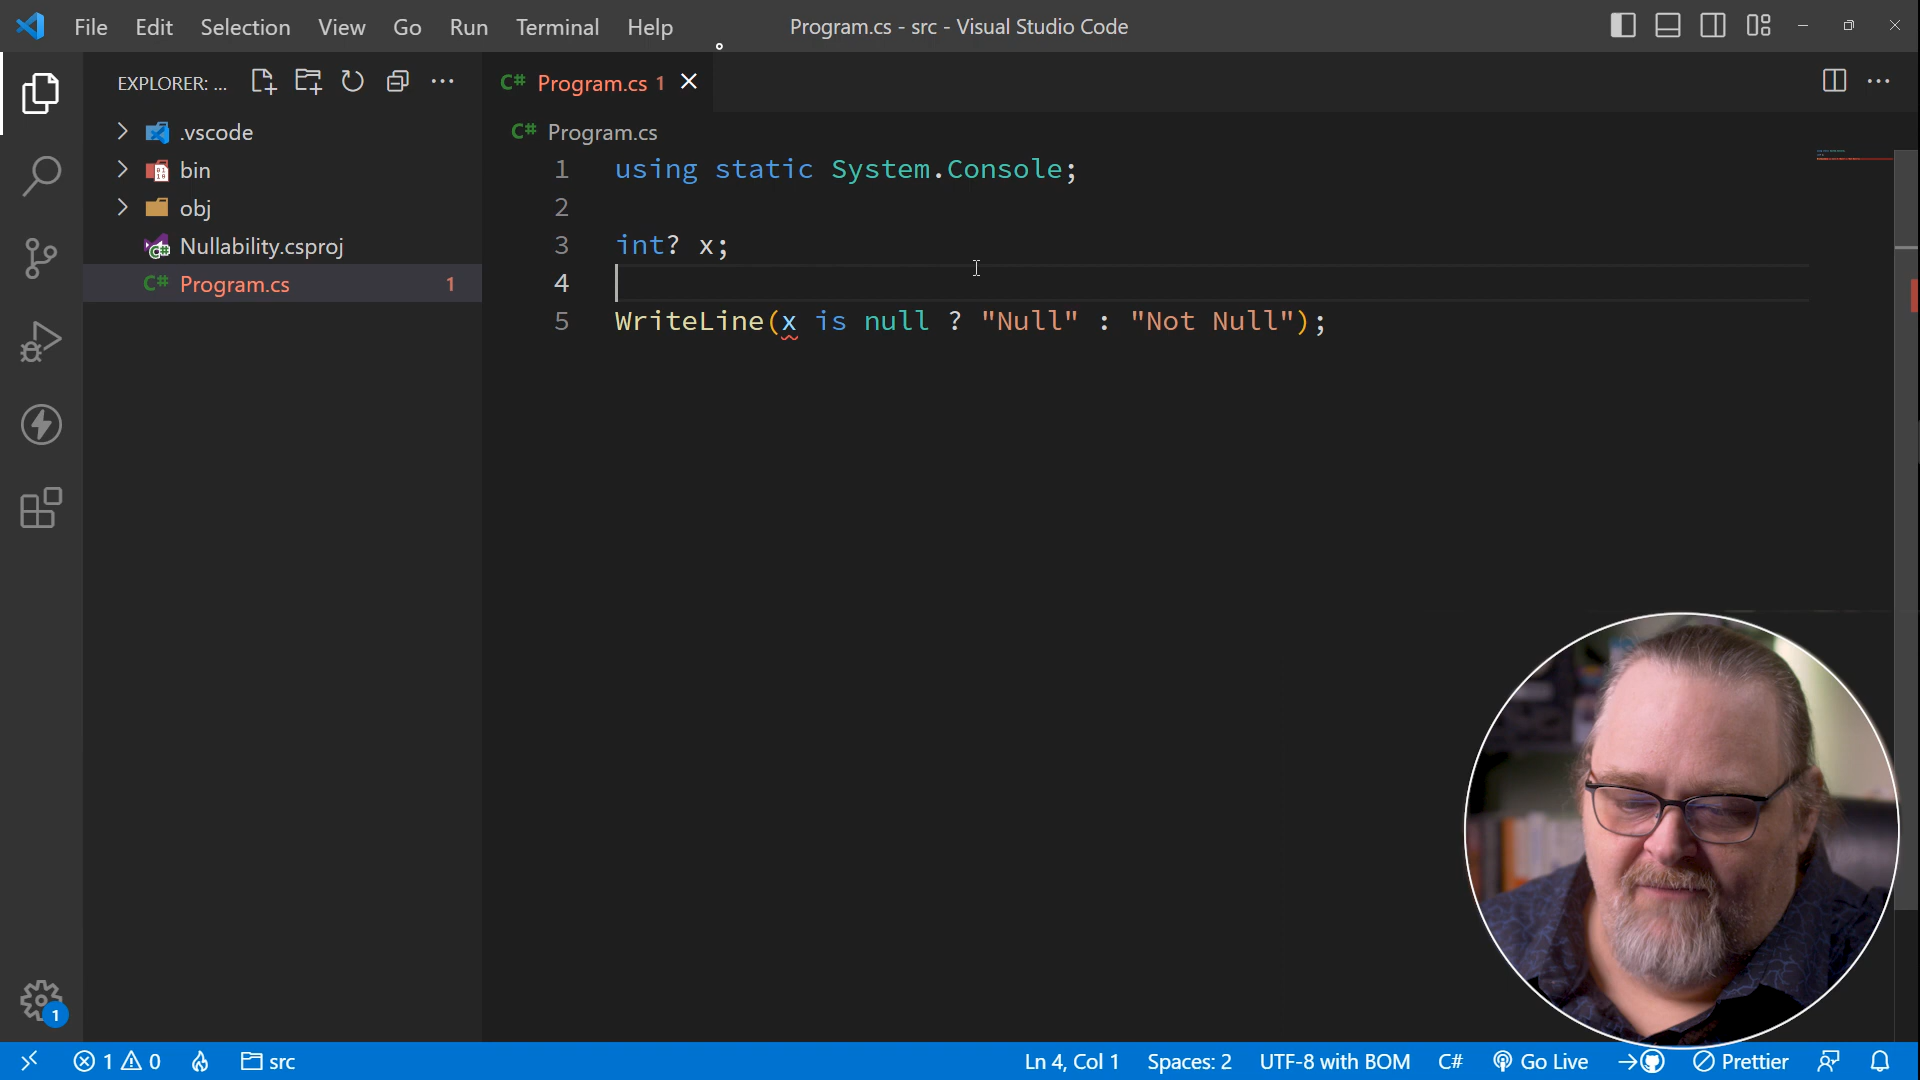 File Edit Selection View Go Run Terminal Help
Program.cs - src - Visual Studio Code
EXPLORER: ...
C# Program.cs 1
.vscode
bin
obj
Nullability.csproj
C# Program.cs 1
C# Program.cs
1 using static System.Console;
2
3 int? x;
4
5 WriteLine(x is null ? "Null" : "Not Null");
1
1 0 src Ln 4, Col 1 Spaces: 2 UTF-8 with BOM C# Go Live Prettier